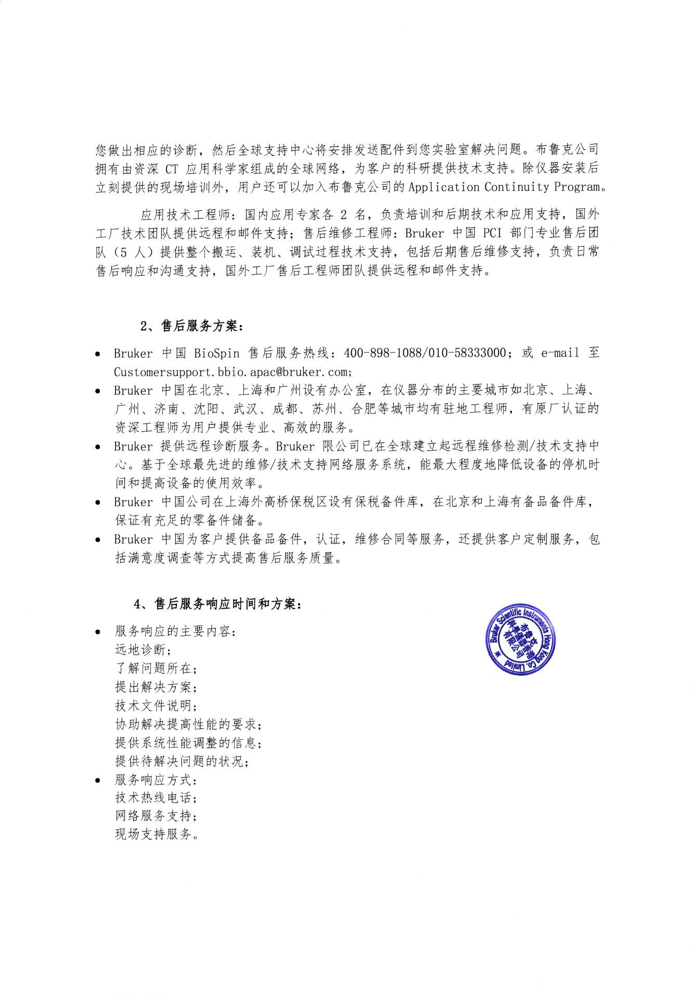 您做出相应的诊断，然后全球支持中心将安排发送配件到您实验室解决问题。布鲁克公司
拥有由资深 CT 应用科学家组成的全球网络，为客户的科研提供技术支持。除仪器安装后
立刻提供的现场培训外，用户还可以加入布鲁克公司的 Application Continuity Program。
应用技术工程师：国内应用专家各 2 名，负责培训和后期技术和应用支持，国外
工厂技术团队提供远程和邮件支持；售后维修工程师：Bruker 中国 PCI 部门专业售后团
队（5 人）提供整个搬运、装机、调试过程技术支持，包括后期售后维修支持，负责日常
售后响应和沟通支持，国外工厂售后工程师团队提供远程和邮件支持。
2、售后服务方案：
● Bruker 中国 BioSpin 售后服务热线：400-898-1088/010-58333000；或 e-mail 至
Customersupport.bbio.apac@bruker.com;
● Bruker 中国在北京、上海和广州设有办公室，在仪器分布的主要城市如北京、上海、
广州、济南、沈阳、武汉、成都、苏州、合肥等城市均有驻地工程师，有原厂认证的
资深工程师为用户提供专业、高效的服务。
● Bruker 提供远程诊断服务。Bruker 限公司已在全球建立起远程维修检测/技术支持中
心。基于全球最先进的维修/技术支持网络服务系统，能最大程度地降低设备的停机时
间和提高设备的使用效率。
● Bruker 中国公司在上海外高桥保税区设有保税备件库，在北京和上海有备品备件库，
保证有充足的零备件储备。
● Bruker 中国为客户提供备品备件，认证，维修合同等服务，还提供客户定制服务，包
括满意度调查等方式提高售后服务质量。
4、售后服务响应时间和方案：
● 服务响应的主要内容：
远地诊断；
了解问题所在；
提出解决方案；
技术文件说明；
协助解决提高性能的要求；
提供系统性能调整的信息；
提供待解决问题的状况；
● 服务响应方式：
技术热线电话；
网络服务支持；
现场支持服务。
Bruker Scientific Instruments Hong Kong Co. Limited
布鲁克香港
科學儀器
有限公司